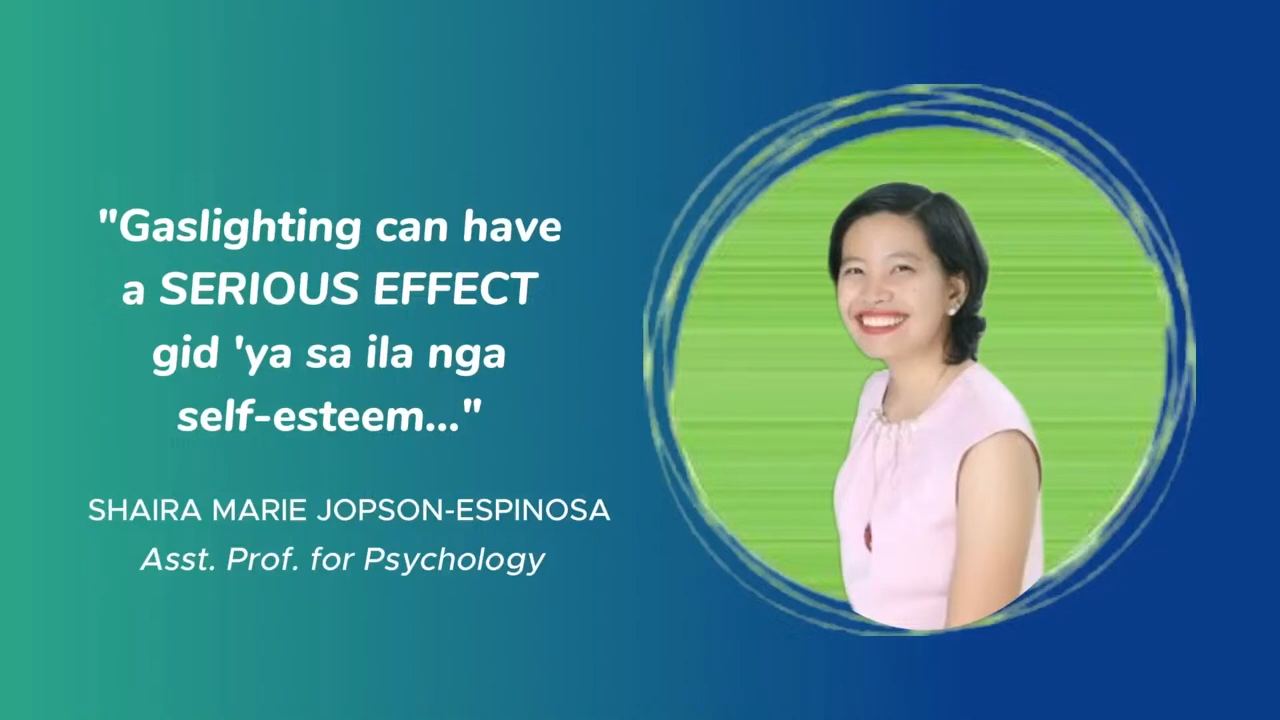 "Gaslighting can have
a SERIOUS EFFECT
gid 'ya sa ila nga
self-esteem..."
SHAIRA MARIE JOPSON-ESPINOSA
Asst. Prof. for Psychology